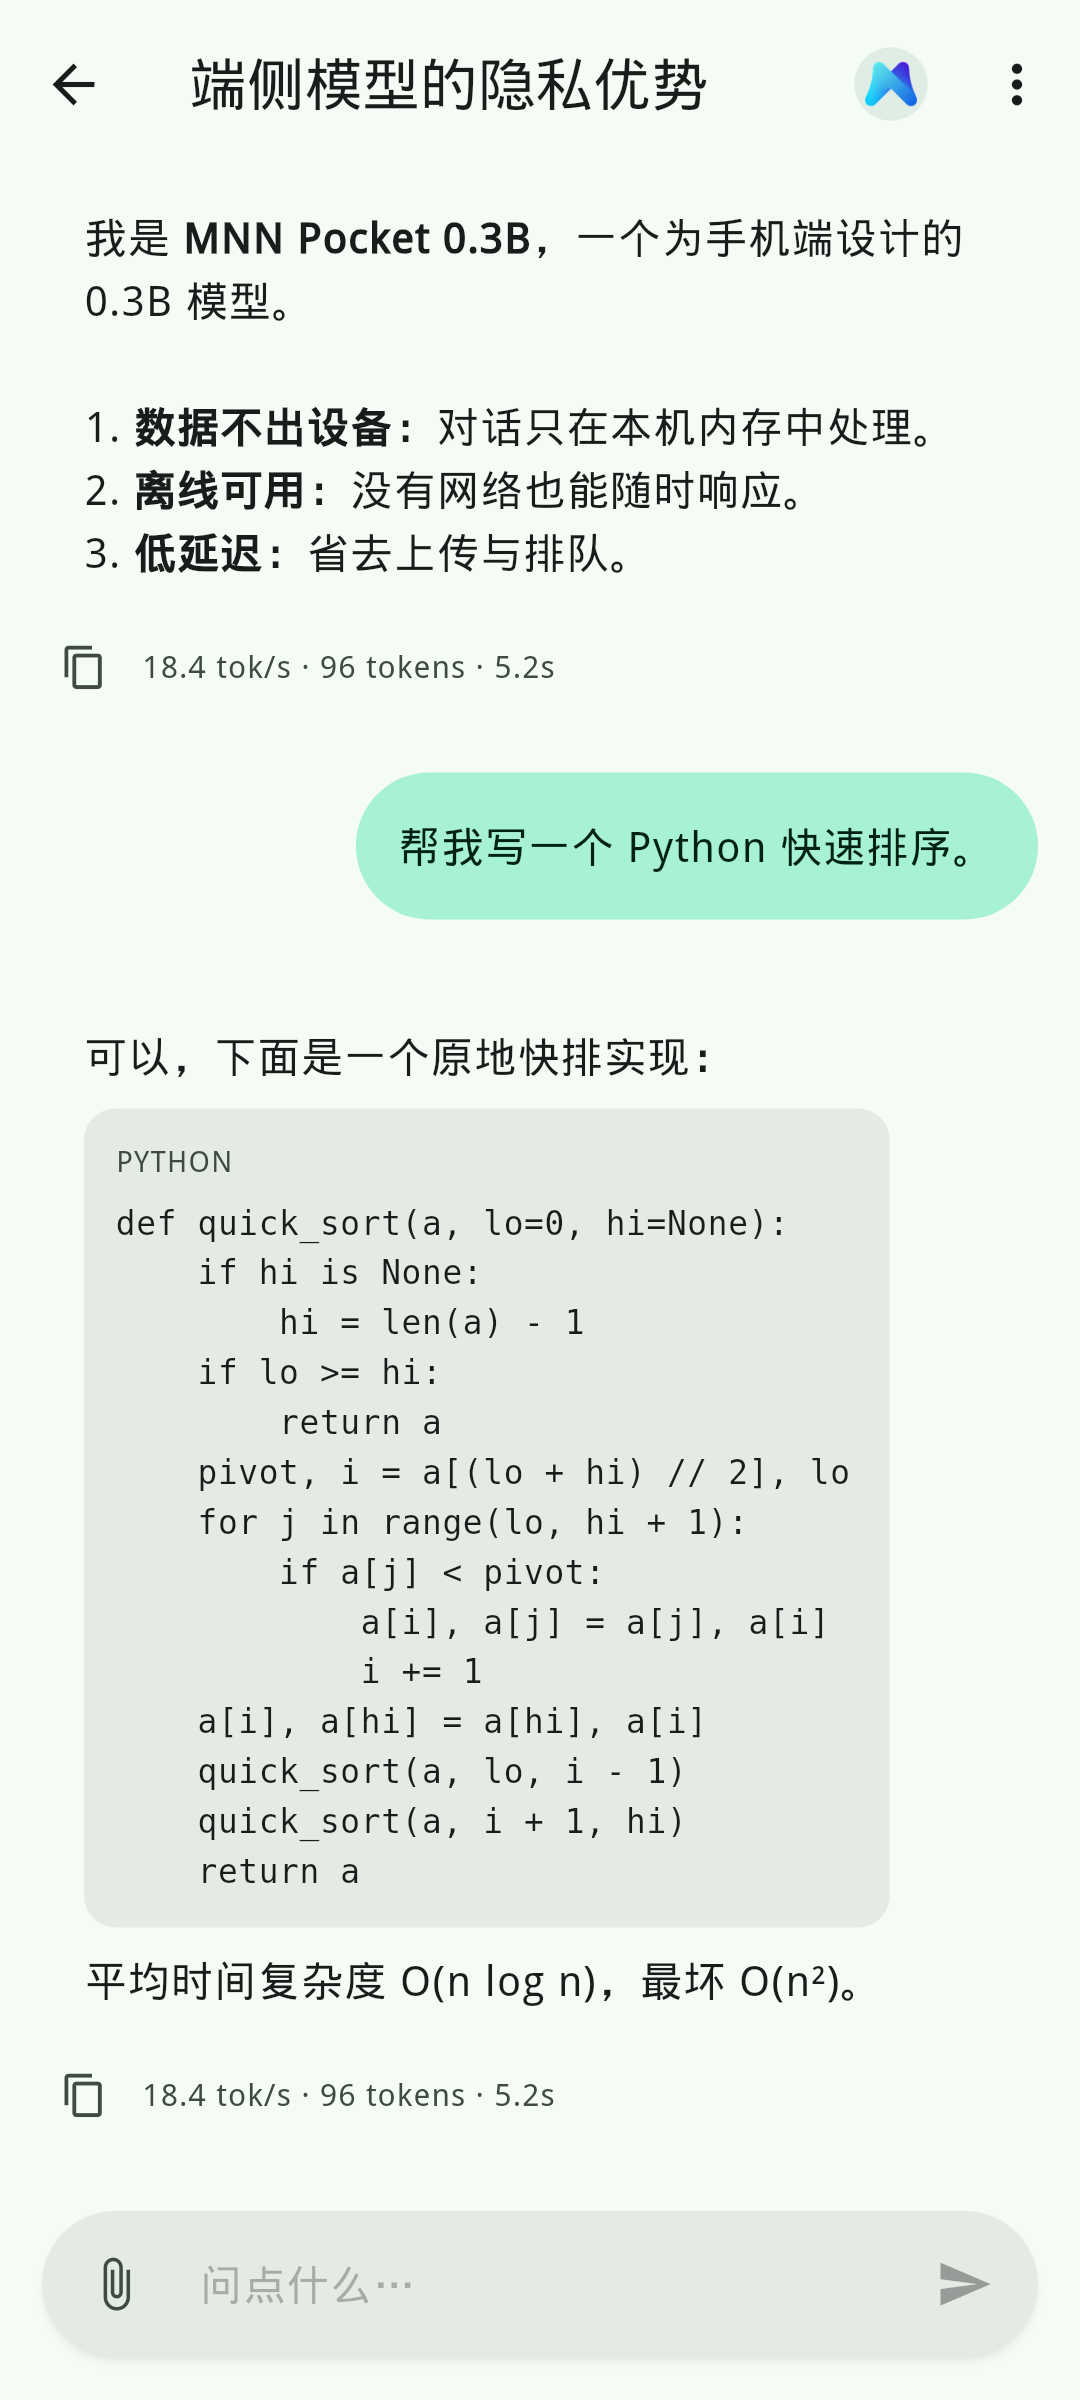 端侧模型的隐私优势
我是 MNN Pocket 0.3B，一个为手机端设计的
0.3B 模型。
1. 数据不出设备：对话只在本机内存中处理。
2. 离线可用：没有网络也能随时响应。
3. 低延迟：省去上传与排队。
18.4 tok/s · 96 tokens · 5.2s
帮我写一个 Python 快速排序。
可以，下面是一个原地快排实现：
PYTHON
def quick_sort(a, lo=0, hi=None):
    if hi is None:
        hi = len(a) - 1
    if lo >= hi:
        return a
    pivot, i = a[(lo + hi) // 2], lo
    for j in range(lo, hi + 1):
        if a[j] < pivot:
            a[i], a[j] = a[j], a[i]
            i += 1
    a[i], a[hi] = a[hi], a[i]
    quick_sort(a, lo, i - 1)
    quick_sort(a, i + 1, hi)
    return a
平均时间复杂度 O(n log n)，最坏 O(n²)。
18.4 tok/s · 96 tokens · 5.2s
问点什么…